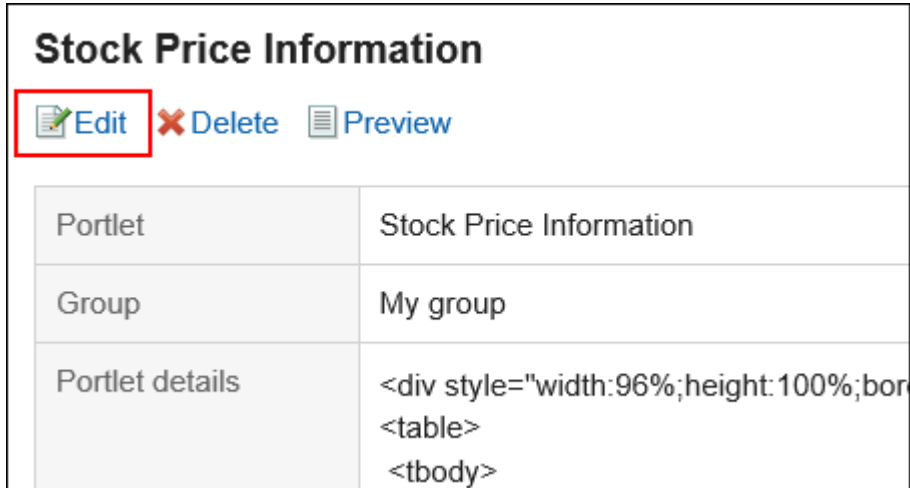 Stock Price Information
Edit Delete Preview
Portlet Stock Price Information
Group My group
Portlet details <div style="width:96%;height:100%;bor
<table>
<tbody>